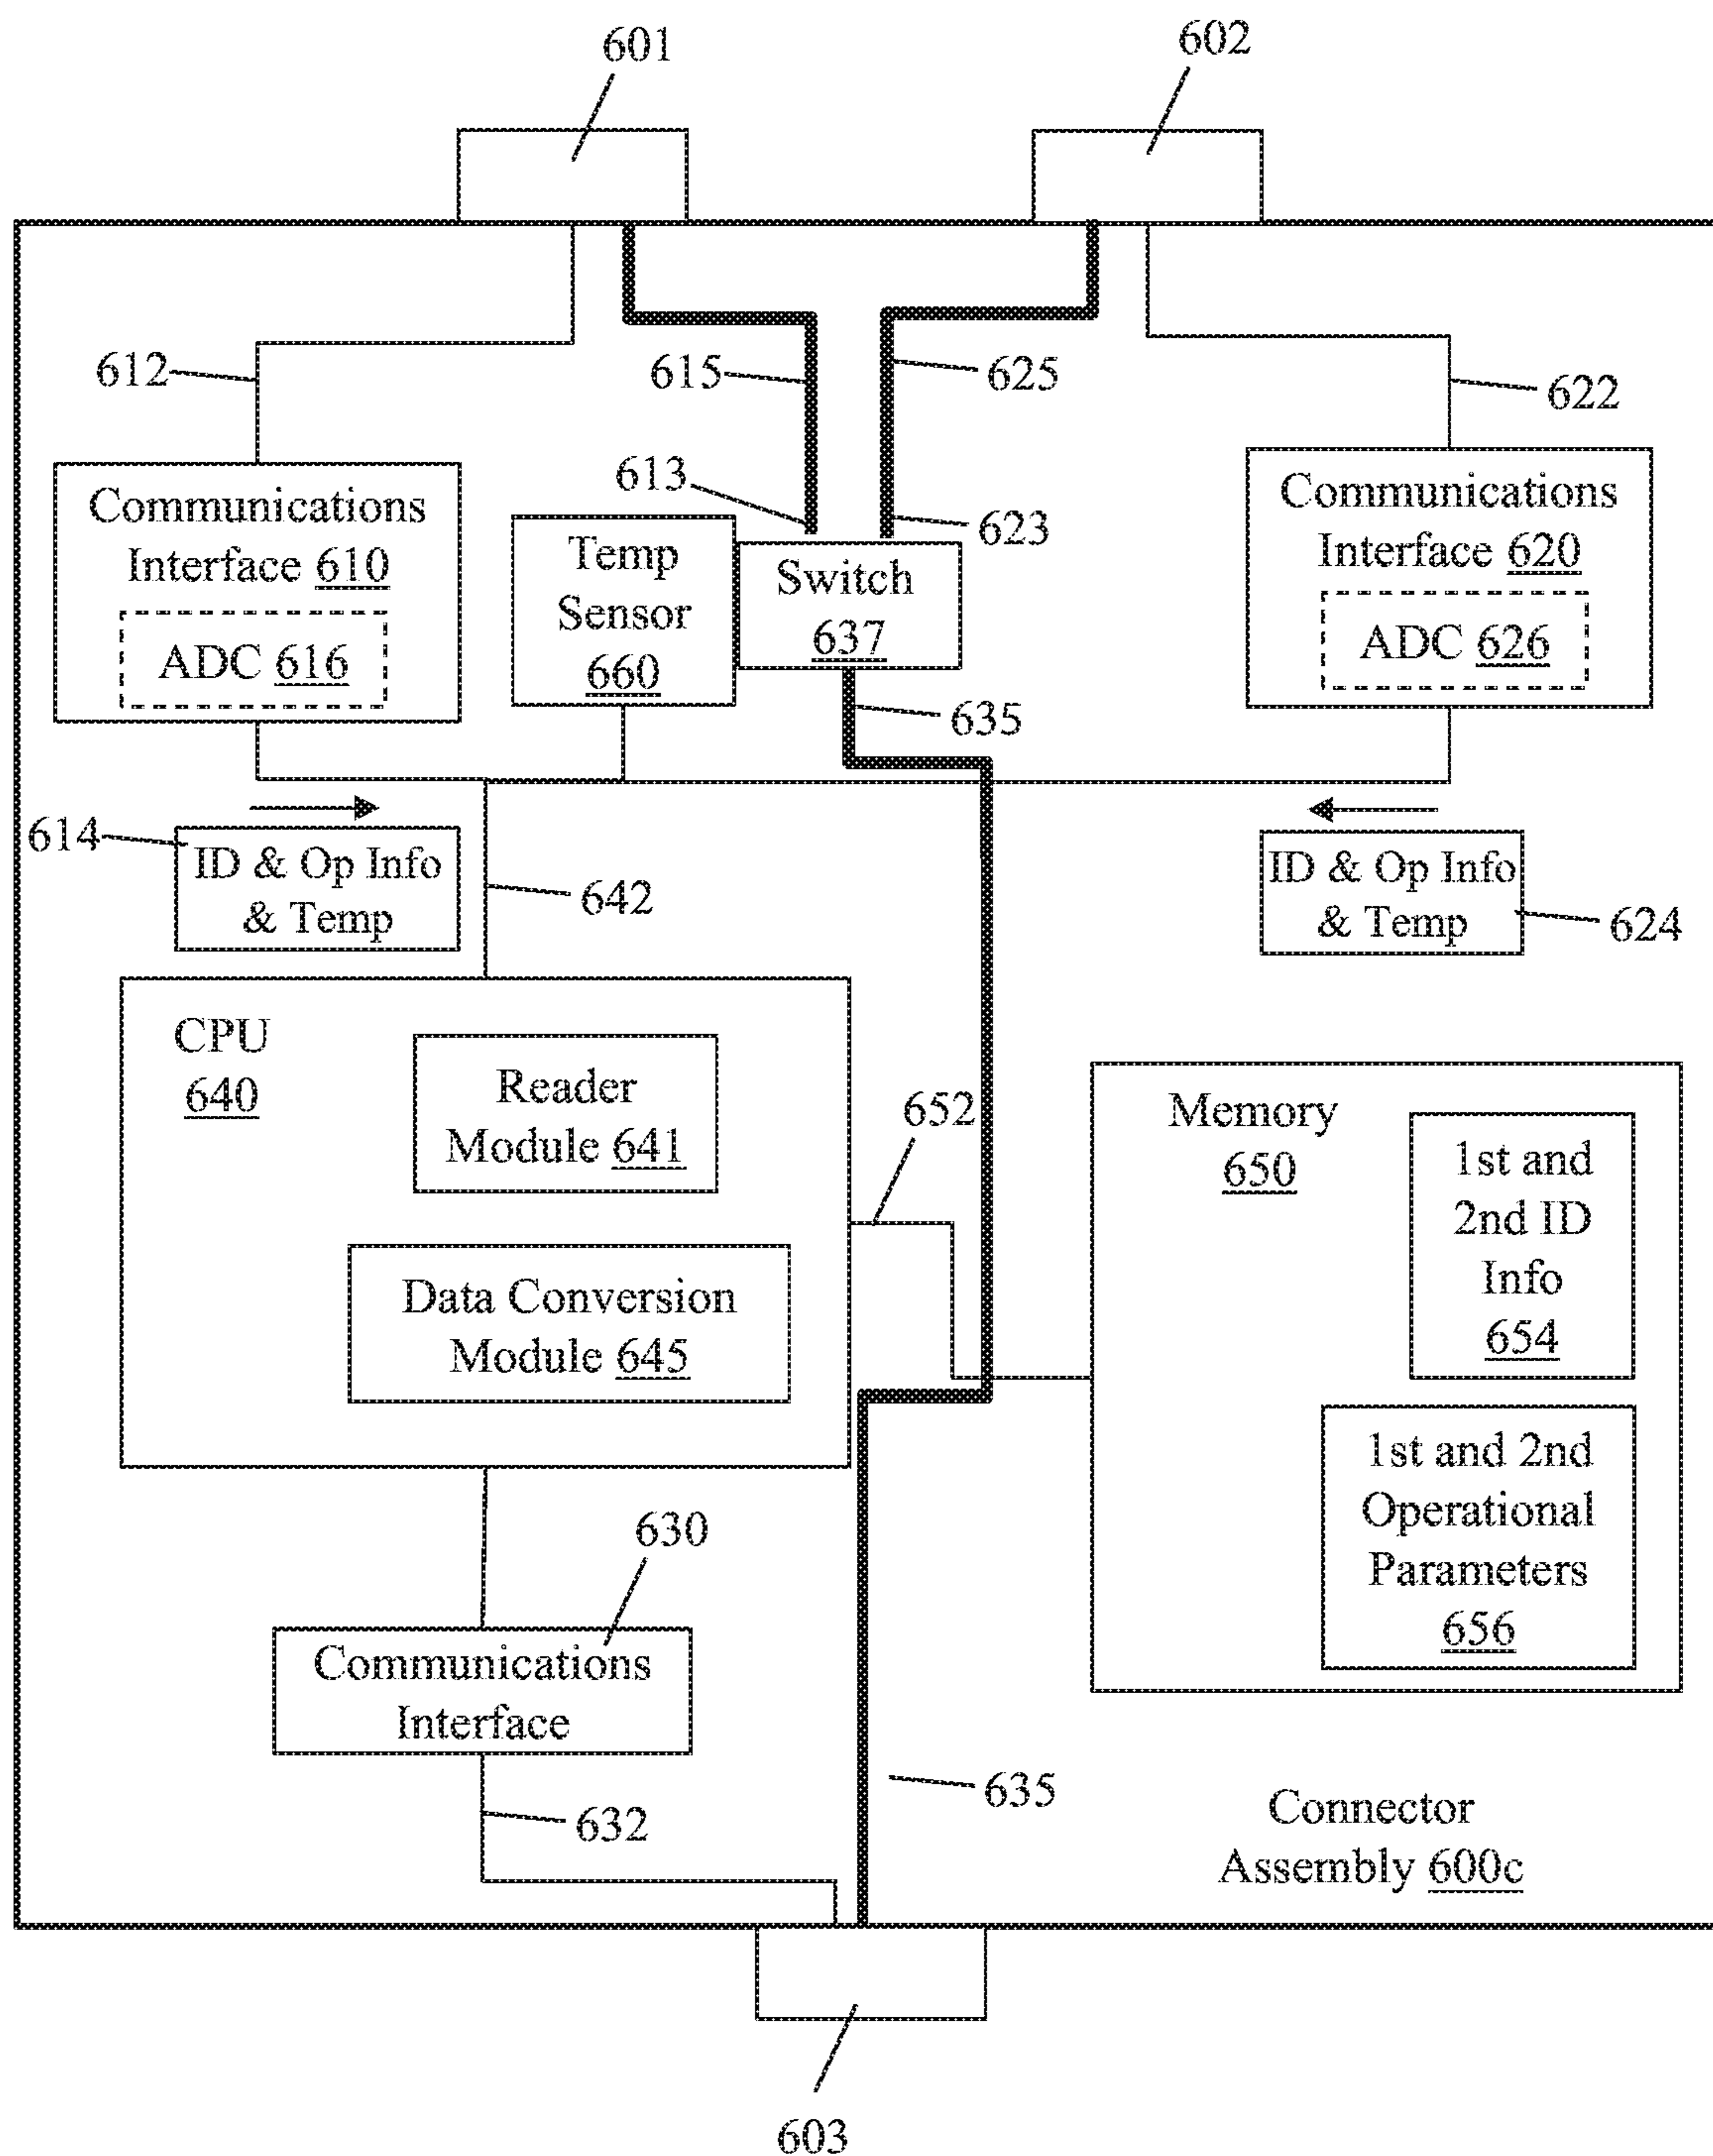 601
602
612
615
625
622
613
623
Communications
Interface 610
ADC 616
Temp
Sensor
660
Switch
637
Communications
Interface 620
ADC 626
635
614
ID & Op Info
& Temp
642
ID & Op Info
& Temp
624
CPU
640
Reader
Module 641
Data Conversion
Module 645
652
Memory
650
1st and
2nd ID
Info
654
1st and 2nd
Operational
Parameters
656
630
Communications
Interface
632
635
Connector
Assembly 600c
603